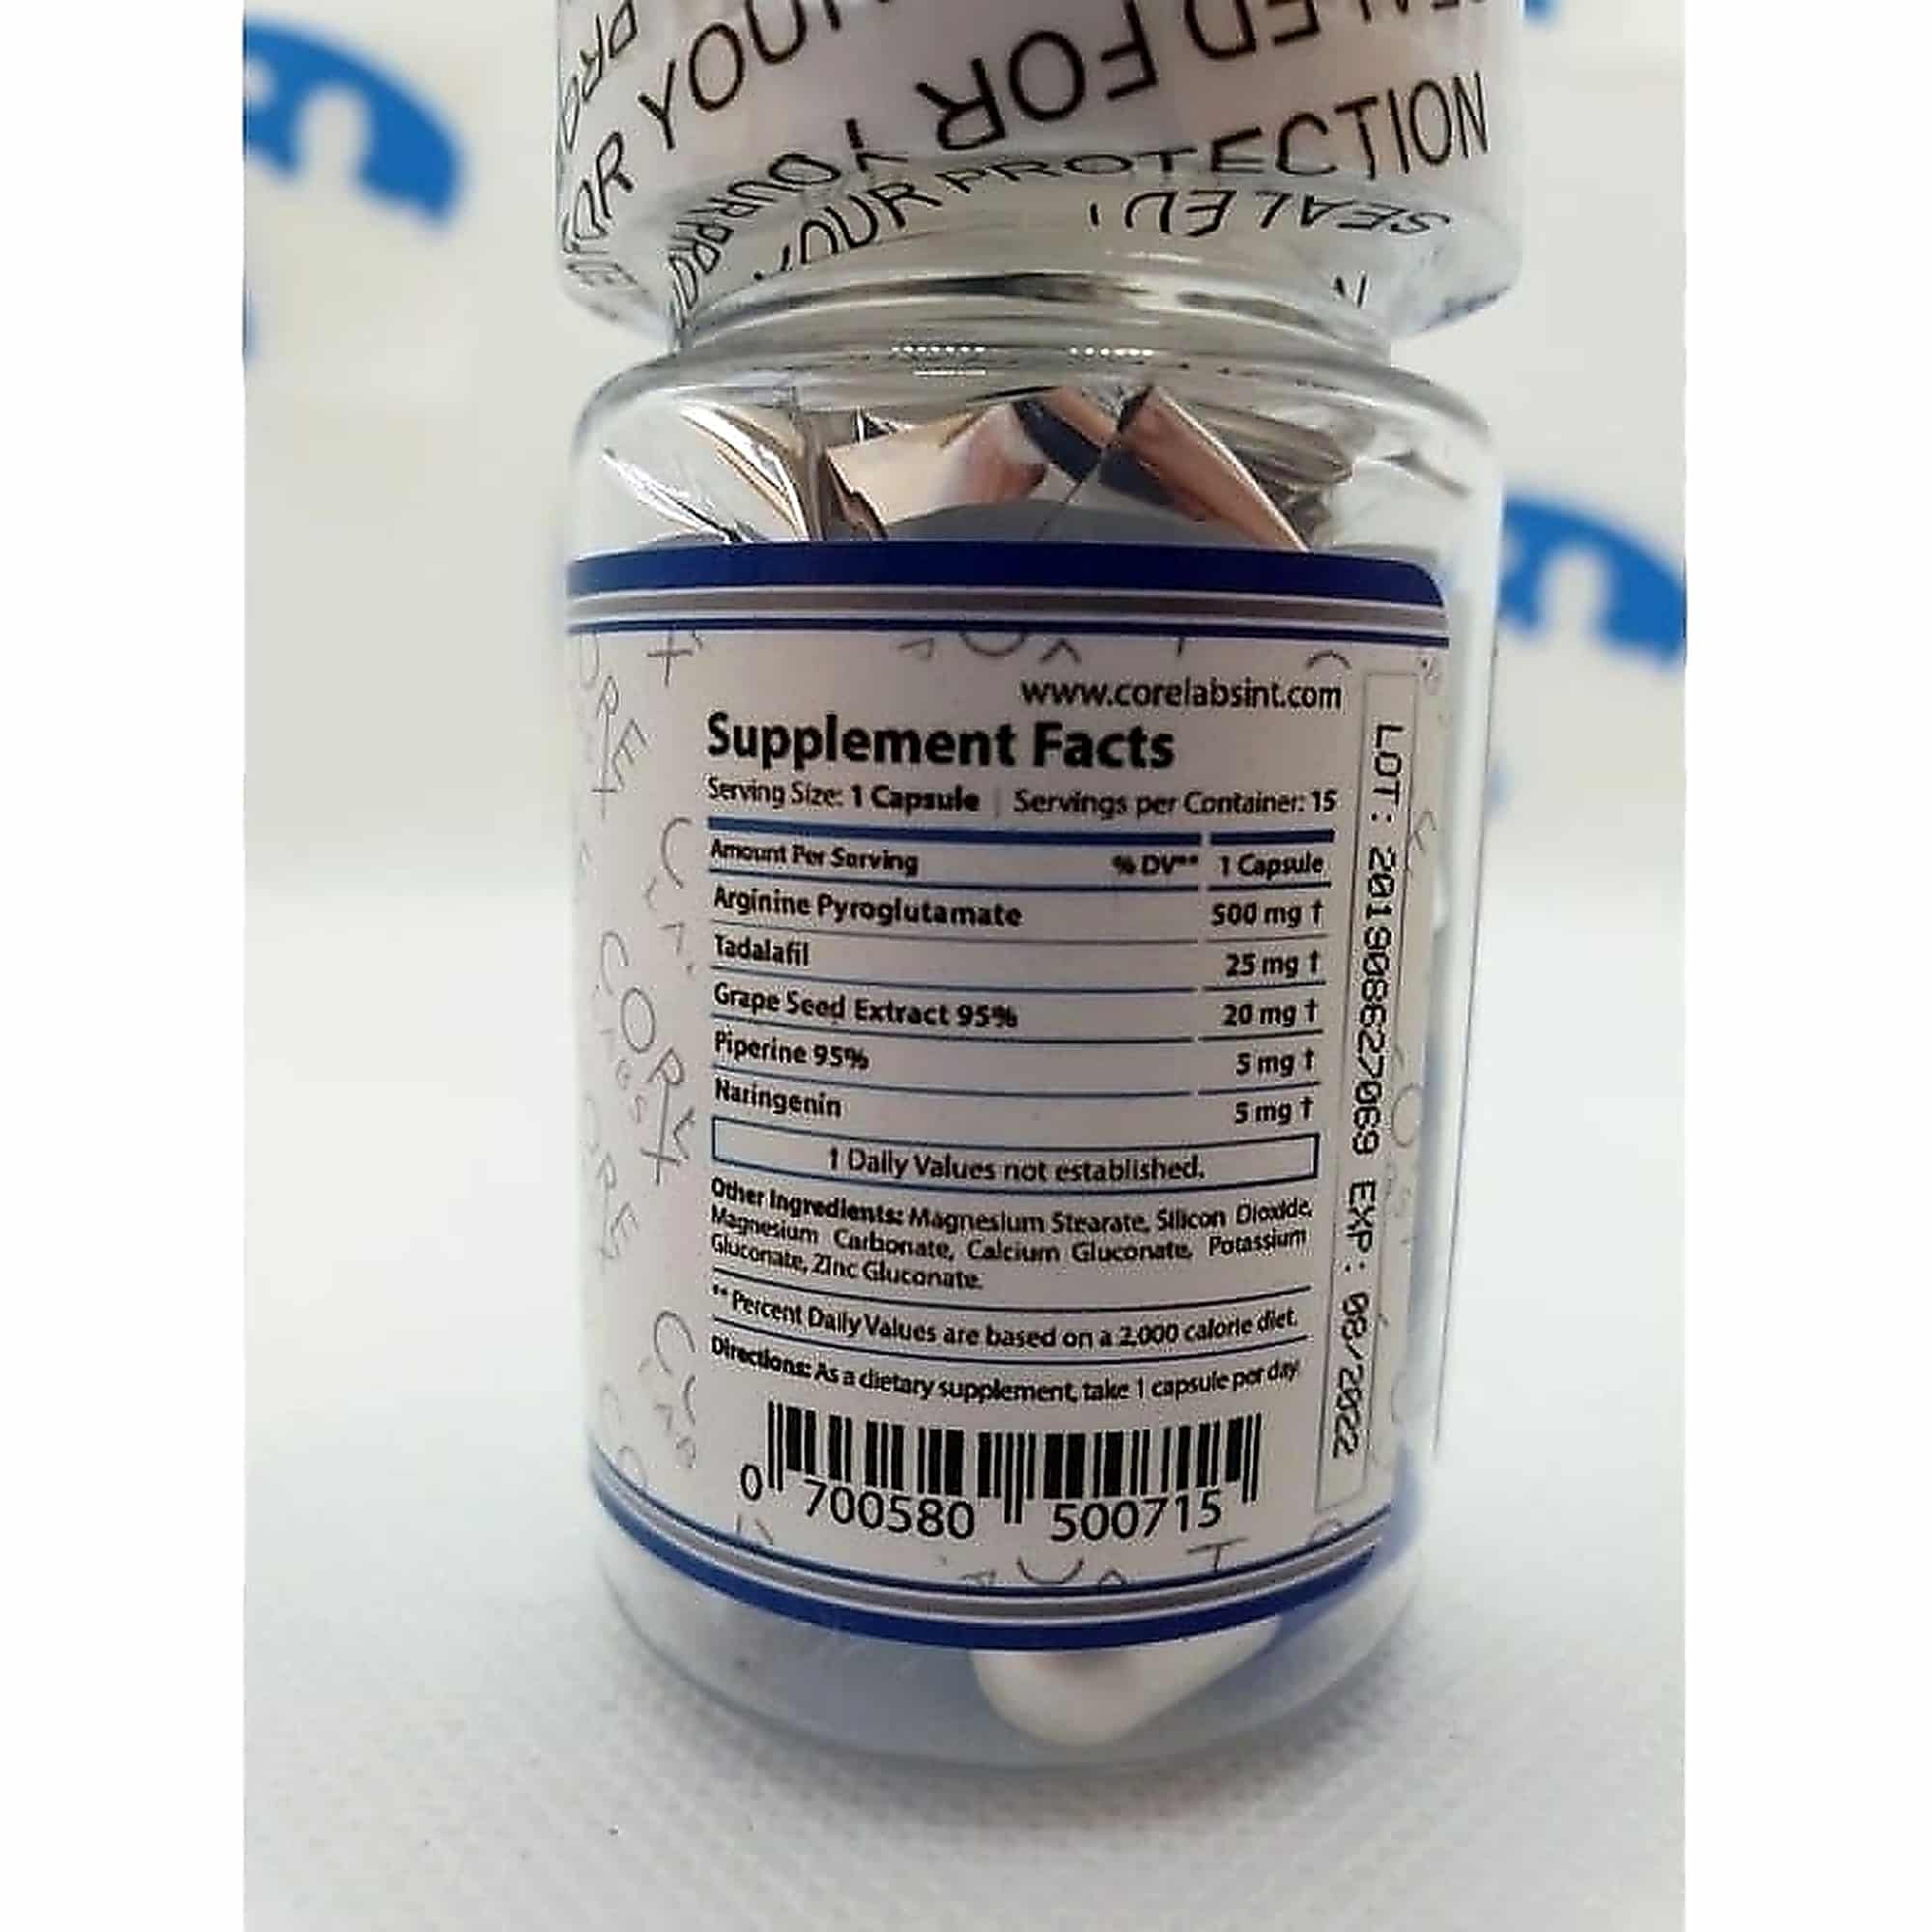 FOR YOUR
SEALED FOR YOUR
YOUR PROTECTION
SEALED
www.corelabsint.com
Supplement Facts
Serving Size: 1 Capsule | Servings per Container: 15
Amount Per Serving % DV** 1 Capsule
Arginine Pyroglutamate 500 mg †
Tadalafil 25 mg †
Grape Seed Extract 95% 20 mg †
Piperine 95% 5 mg †
Naringenin 5 mg †
† Daily Values not established.
Other Ingredients: Magnesium Stearate, Silicon Dioxide,
Magnesium Carbonate, Calcium Gluconate, Potassium
Gluconate, Zinc Gluconate.
** Percent Daily Values are based on a 2,000 calorie diet.
Directions: As a dietary supplement, take 1 capsule per day
0 700580 500715
LOT: 201908627069 EXP: 08/2022
CORE
CORE